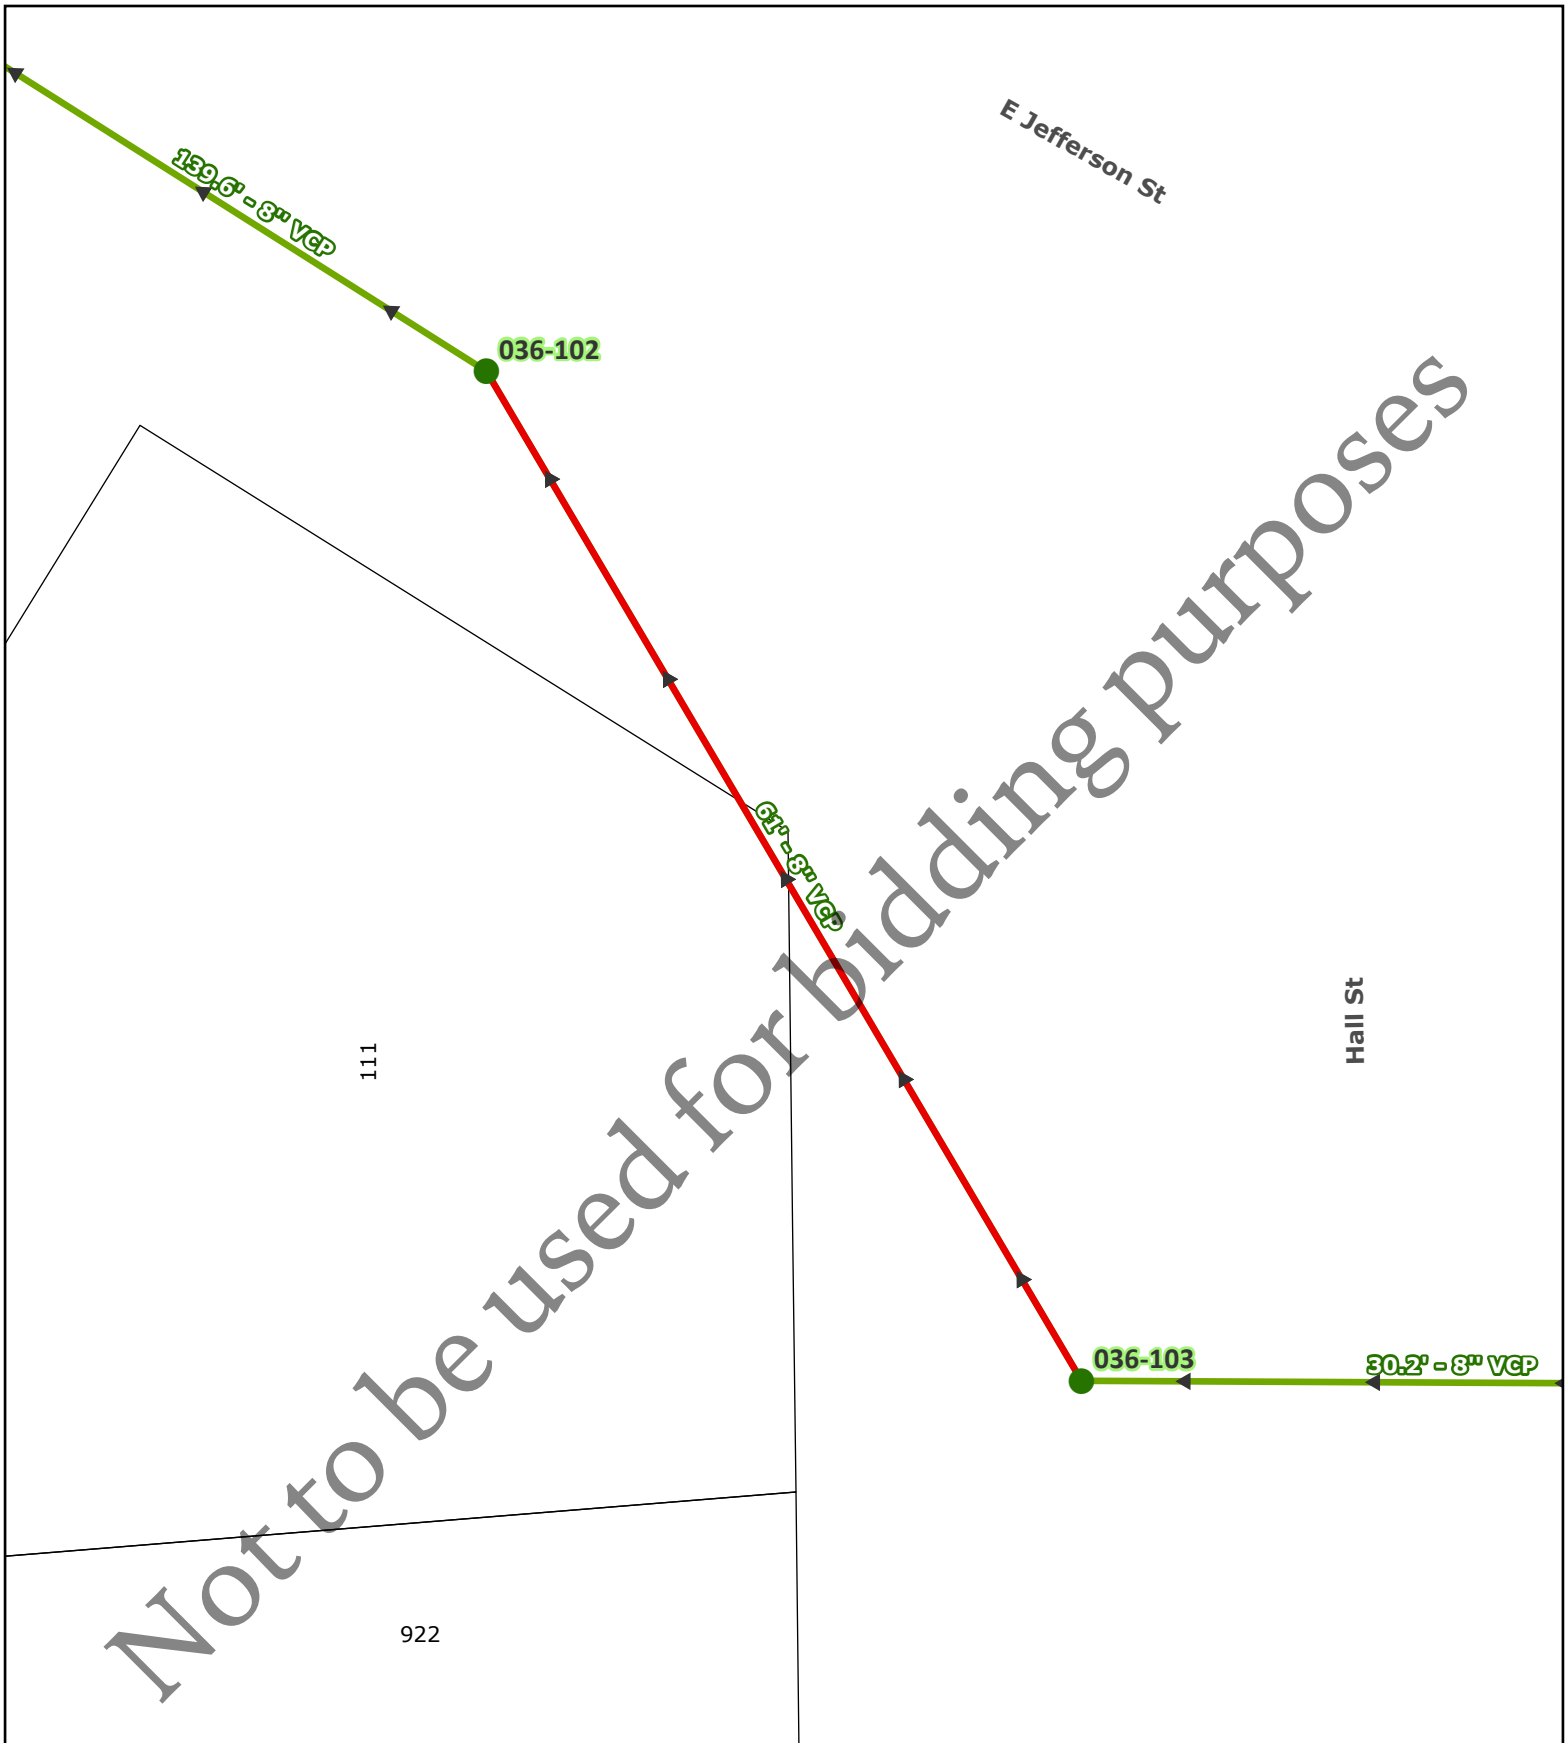 E Jefferson St
139.6' - 8" VCP
036-102
61' - 8" VCP
Hall St
111
036-103
30.2' - 8" VCP
922
Not to be used for bidding purposes